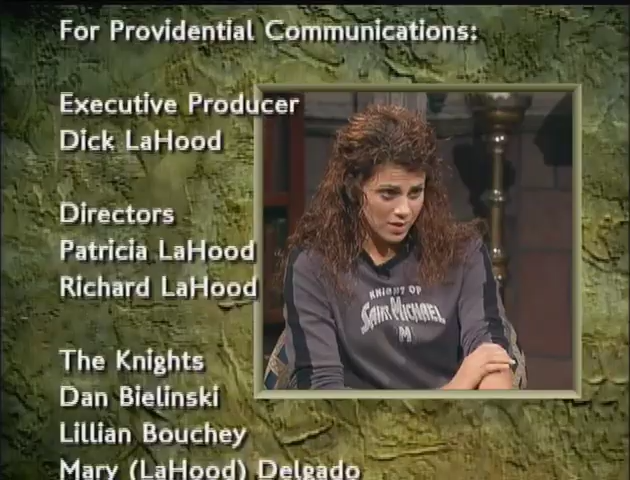 For Providential Communications:
Executive Producer
Dick LaHood
Directors
Patricia LaHood
Richard LaHood
The Knights
Dan Bielinski
Lillian Bouchey
Mary (LaHood) Delgado
KNIGHT OF
SAINT MICHAEL
M